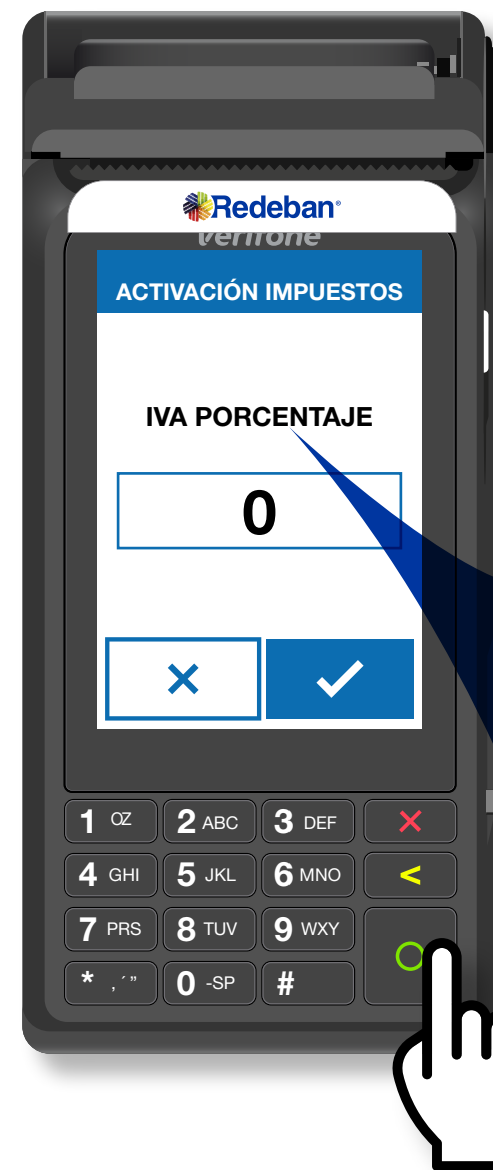 Redeban
verifone
ACTIVACIÓN IMPUESTOS
IVA PORCENTAJE
0
1 OZ 2 ABC 3 DEF
4 GHI 5 JKL 6 MNO <
7 PRS 8 TUV 9 WXY
* , ´ ” 0 -SP #